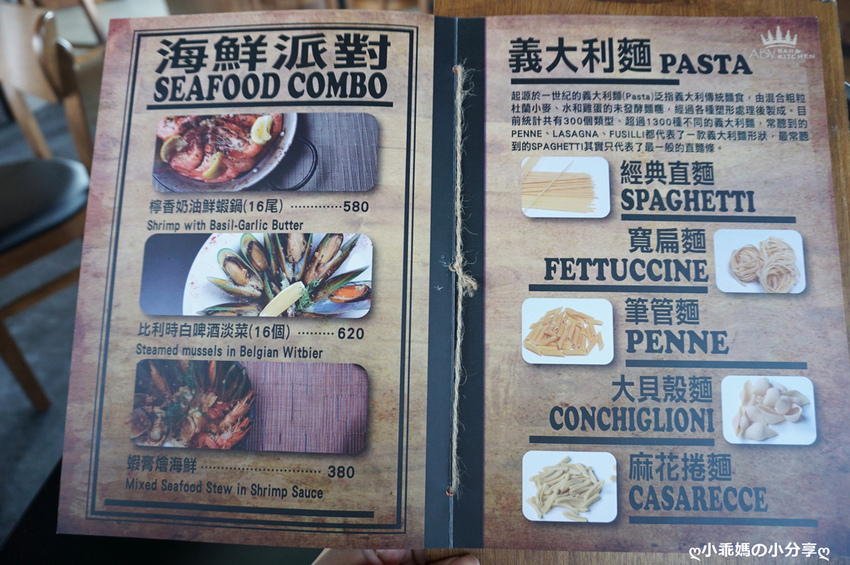 海鮮派對
SEAFOOD COMBO
檸香奶油鮮蝦鍋(16尾) ············ 580
Shrimp with Basil-Garlic Butter
比利時白啤酒淡菜(16個) ········· 620
Steamed mussels in Belgian Witbier
蝦膏燴海鮮 ····························· 380
Mixed Seafood Stew in Shrimp Sauce
義大利麵 PASTA
ABV BAR & KITCHEN
起源於一世紀的義大利麵(Pasta)泛指義大利傳統麵食，由混合粗粒
杜蘭小麥、水和雞蛋的未發酵麵糰，經過各種塑形處理後製成，目
前統計共有300個類型、超過1300種不同的義大利麵，常聽到的
PENNE、LASAGNA、FUSILLI都代表了一款義大利麵形狀，最常聽
到的SPAGHETTI其實只代表了最一般的直麵條。
經典直麵
SPAGHETTI
寬扁麵
FETTUCCINE
筆管麵
PENNE
大貝殼麵
CONCHIGLIONI
麻花捲麵
CASARECCE
ღ小乖媽の小分享ღ